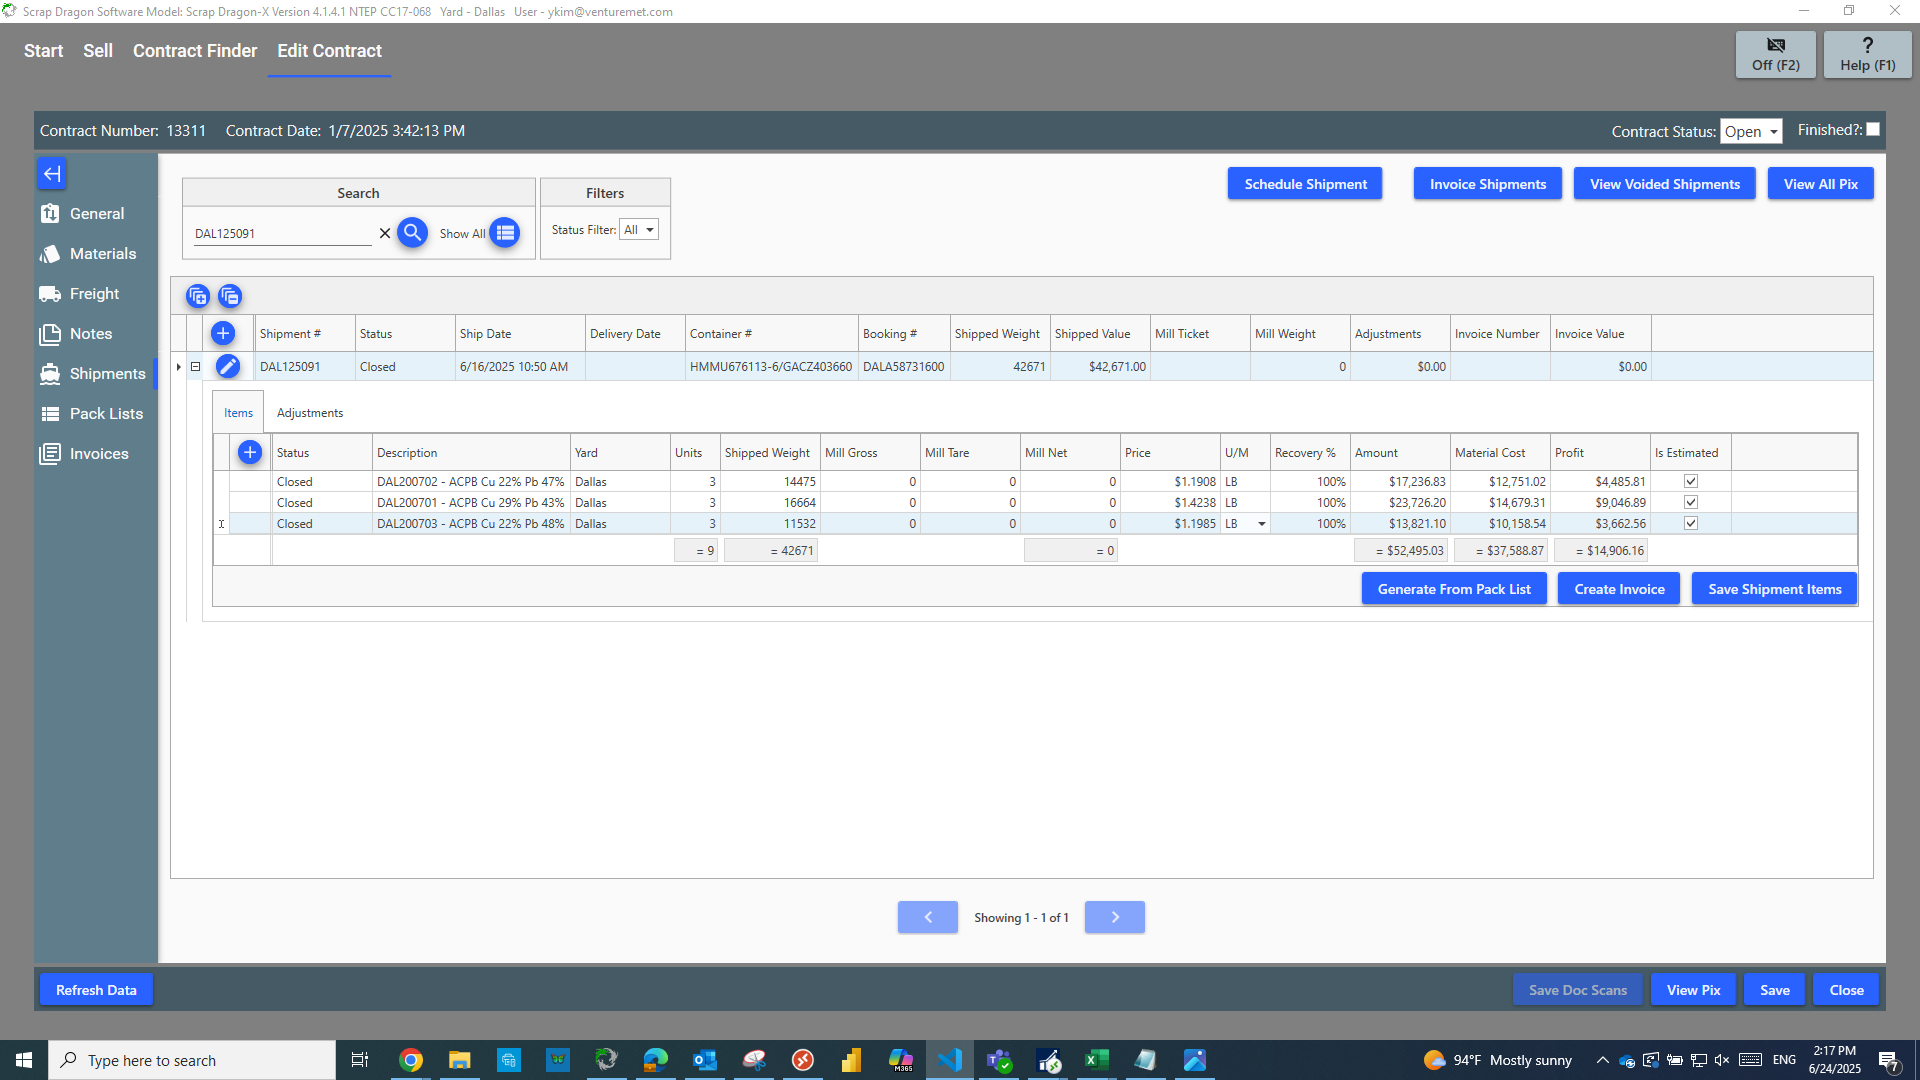 Scrap Dragon Software Model: Scrap Dragon-X Version 4.1.4.1 NTEP CC17-068   Yard - Dallas   User - ykim@venturemet.com
Start Sell Contract Finder Edit Contract
Off (F2)
? Help (F1)
Contract Number: 13311 Contract Date: 1/7/2025 3:42:13 PM Contract Status: Open Finished?:
General
Materials
Freight
Notes
Shipments
Pack Lists
Invoices
Search
DAL125091 Show All
Filters
Status Filter: All
Schedule Shipment Invoice Shipments View Voided Shipments View All Pix
Shipment # Status Ship Date Delivery Date Container # Booking # Shipped Weight Shipped Value Mill Ticket Mill Weight Adjustments Invoice Number Invoice Value
DAL125091 Closed 6/16/2025 10:50 AM HMMU676113-6/GACZ403660 DALA58731600 42671 $42,671.00 0 $0.00 $0.00
Items Adjustments
Status Description Yard Units Shipped Weight Mill Gross Mill Tare Mill Net Price U/M Recovery % Amount Material Cost Profit Is Estimated
Closed DAL200702 - ACPB Cu 22% Pb 47% Dallas 3 14475 0 0 0 $1.1908 LB 100% $17,236.83 $12,751.02 $4,485.81
Closed DAL200701 - ACPB Cu 29% Pb 43% Dallas 3 16664 0 0 0 $1.4238 LB 100% $23,726.20 $14,679.31 $9,046.89
Closed DAL200703 - ACPB Cu 22% Pb 48% Dallas 3 11532 0 0 0 $1.1985 LB 100% $13,821.10 $10,158.54 $3,662.56
= 9 = 42671 = 0 = $52,495.03 = $37,588.87 = $14,906.16
Generate From Pack List Create Invoice Save Shipment Items
Showing 1 - 1 of 1
Refresh Data Save Doc Scans View Pix Save Close
Type here to search
M365
94°F Mostly sunny
ENG
2:17 PM
6/24/2025
7